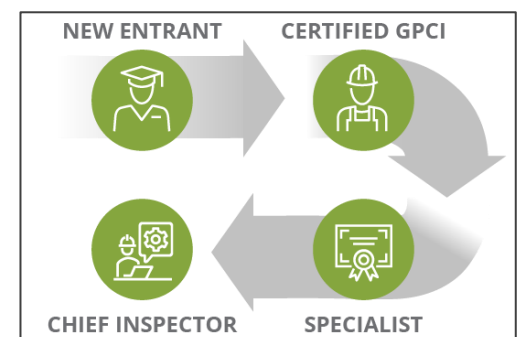 NEW ENTRANT
CERTIFIED GPCI
CHIEF INSPECTOR
SPECIALIST